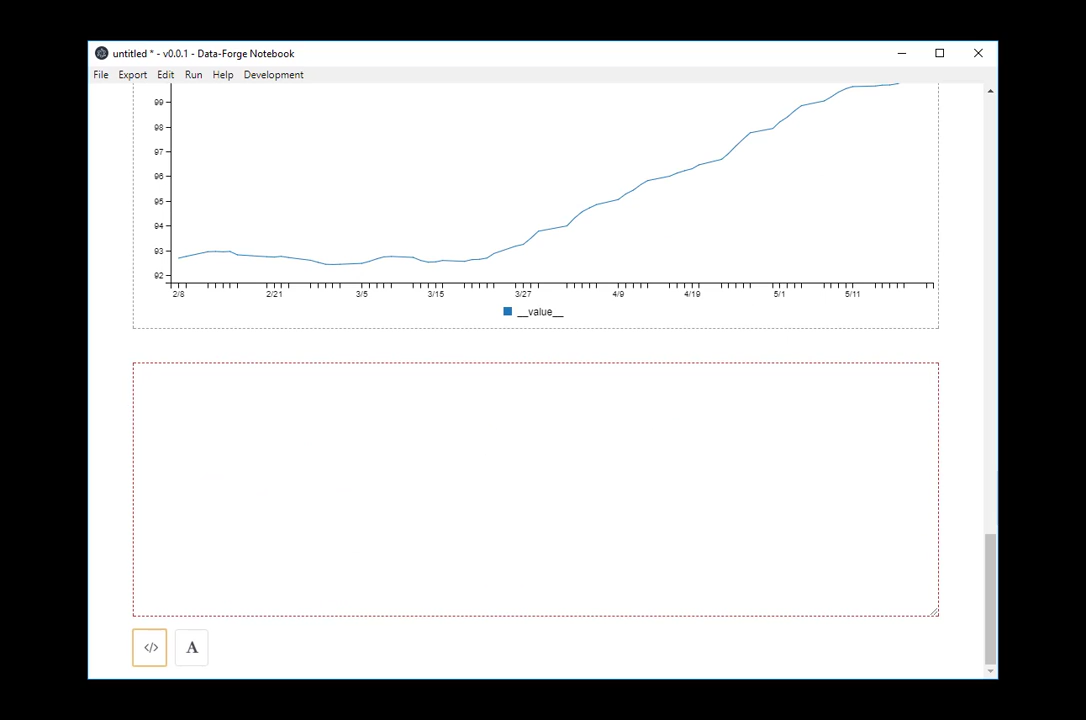 untitled * - v0.0.1 - Data-Forge Notebook
File Export Edit Run Help Development
99
98
97
96
95
94
93
92
2/8 2/21 3/5 3/15 3/27 4/9 4/19 5/1 5/11
__value__
</>
A